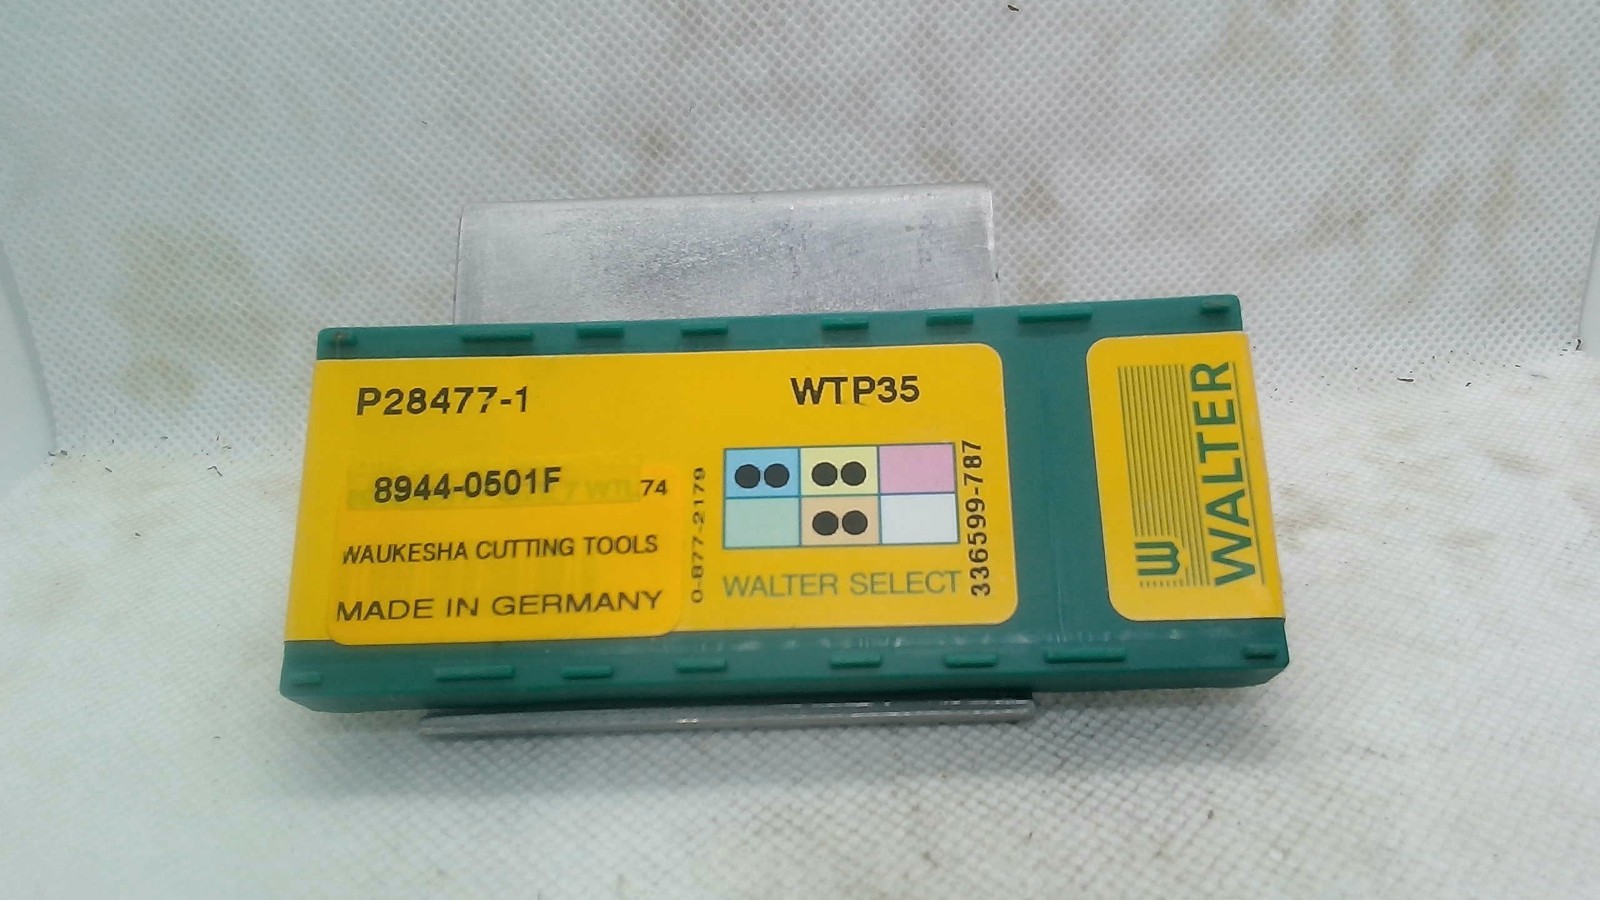 P28477-1
WTP35
8944-0501F
74
WAUKESHA CUTTING TOOLS
MADE IN GERMANY
0-877-2179
WALTER SELECT
336599-787
W
WALTER